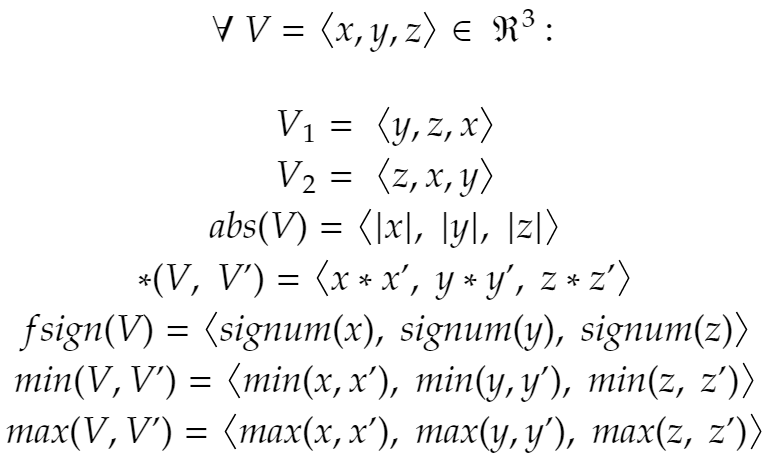 ∀ V = ⟨x, y, z⟩ ∈ ℜ³ :
V₁ = ⟨y, z, x⟩
V₂ = ⟨z, x, y⟩
abs(V) = ⟨|x|, |y|, |z|⟩
*(V, V′) = ⟨x * x′, y * y′, z * z′⟩
fsign(V) = ⟨signum(x), signum(y), signum(z)⟩
min(V, V′) = ⟨min(x, x′), min(y, y′), min(z, z′)⟩
max(V, V′) = ⟨max(x, x′), max(y, y′), max(z, z′)⟩